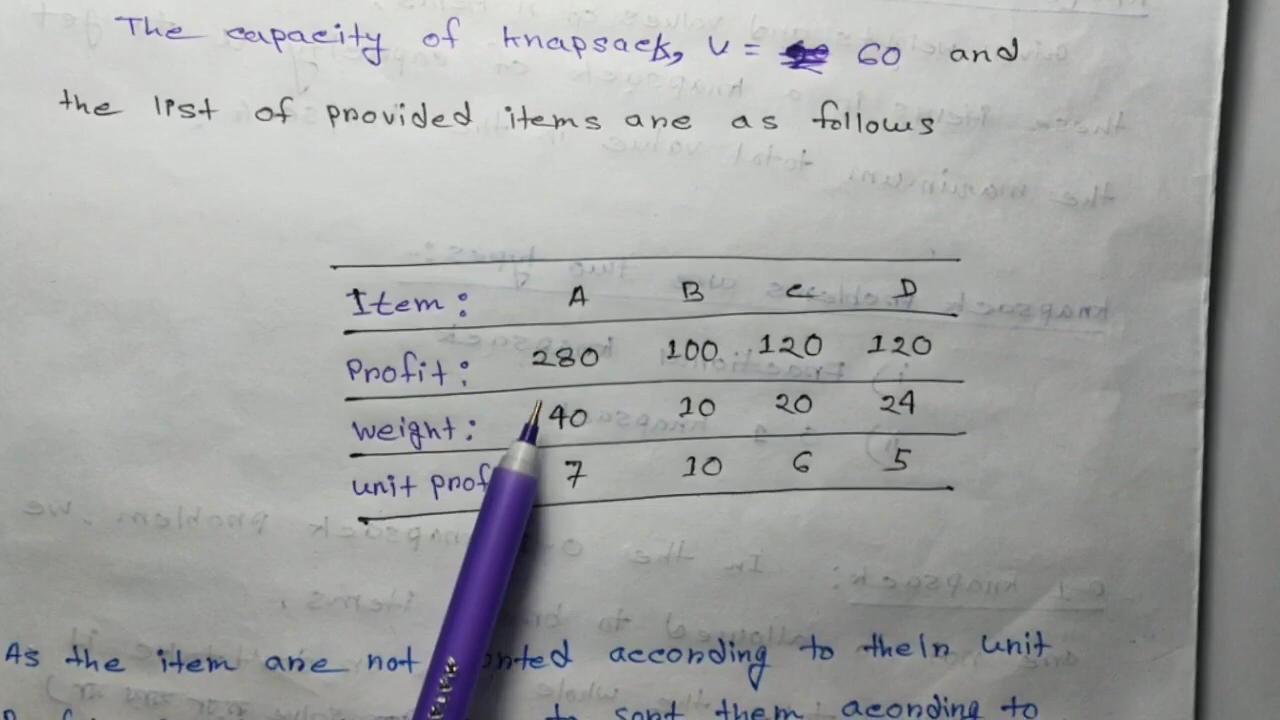 The capacity of knapsack, V = 60 and
the list of provided items are as follows
Item: A B C D
Profit: 280 100 120 120
weight: 40 10 20 24
unit prof 7 10 6 5
As the item are not according to their unit
to sort them, aconding to